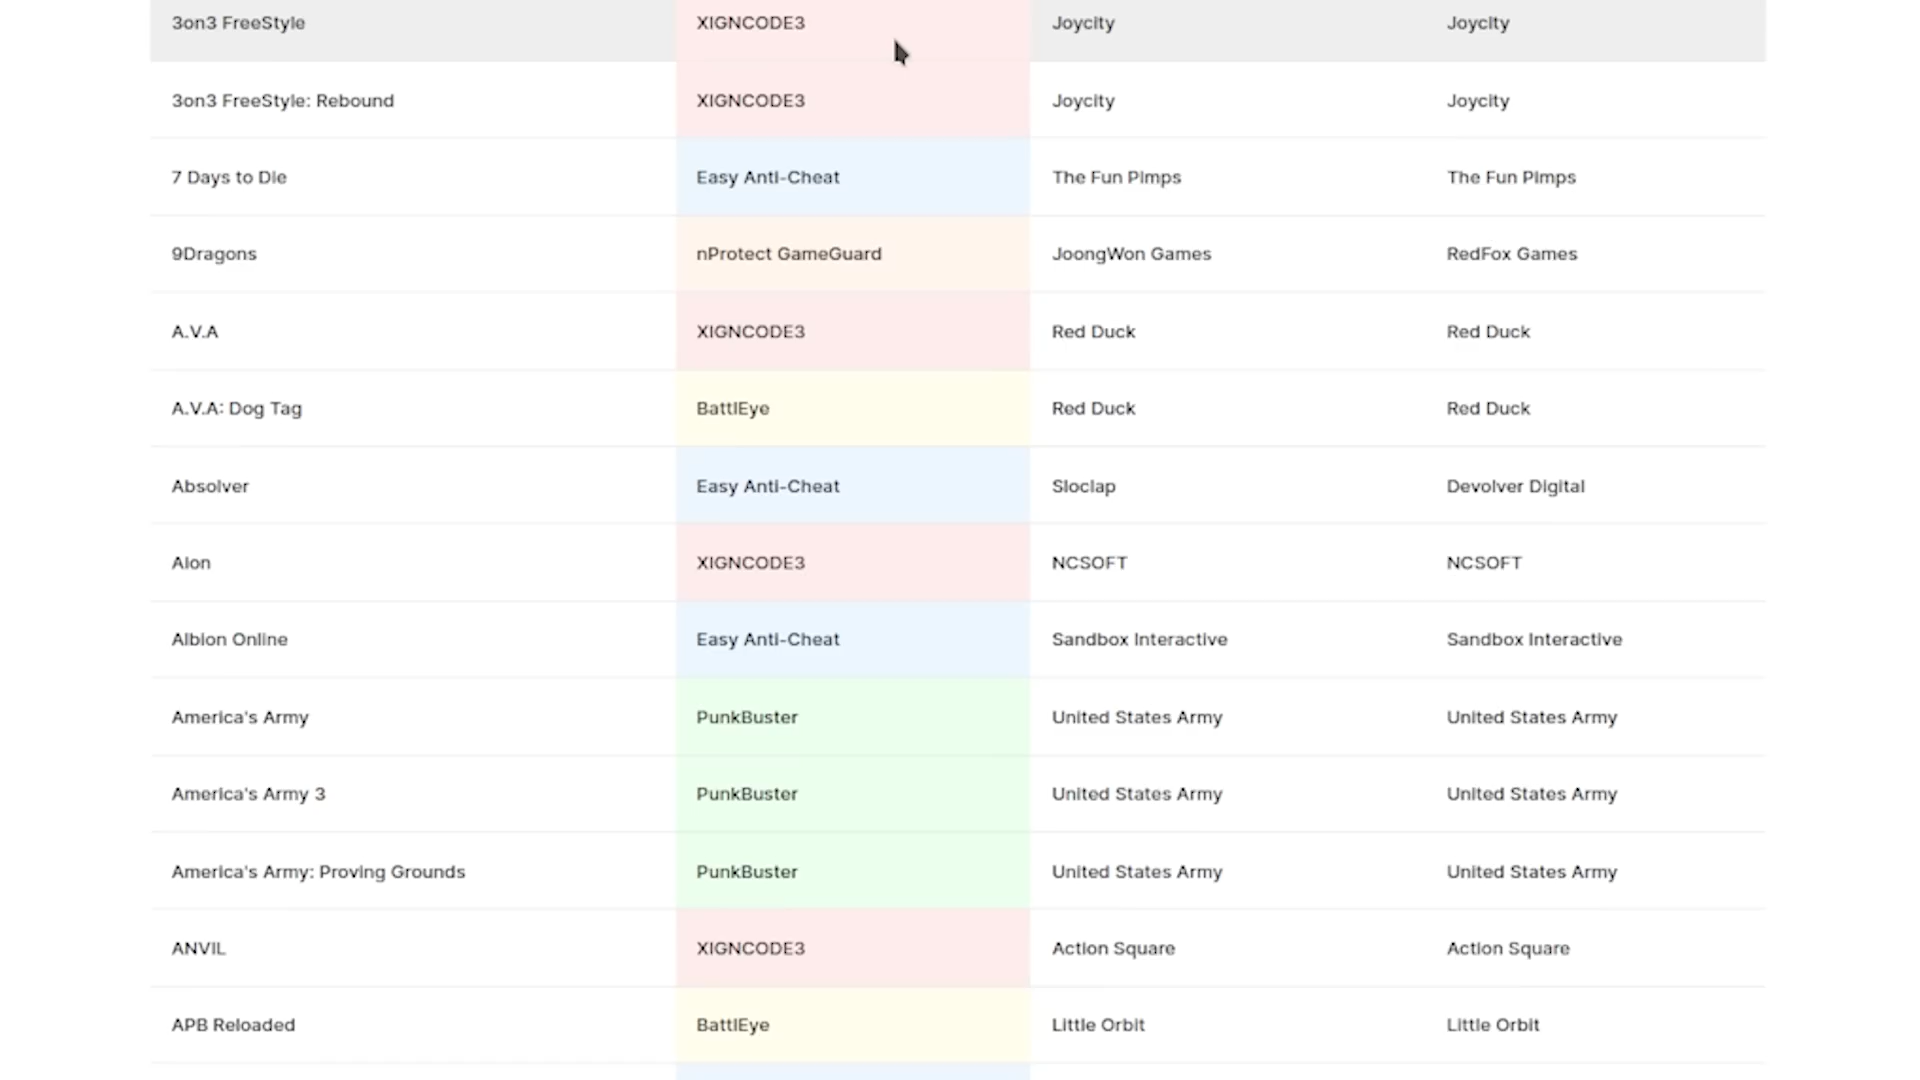 3on3 FreeStyle XIGNCODE3 Joycity Joycity
3on3 FreeStyle: Rebound XIGNCODE3 Joycity Joycity
7 Days to Die Easy Anti-Cheat The Fun Pimps The Fun Pimps
9Dragons nProtect GameGuard JoongWon Games RedFox Games
A.V.A XIGNCODE3 Red Duck Red Duck
A.V.A: Dog Tag BattlEye Red Duck Red Duck
Absolver Easy Anti-Cheat Sloclap Devolver Digital
Aion XIGNCODE3 NCSOFT NCSOFT
Albion Online Easy Anti-Cheat Sandbox Interactive Sandbox Interactive
America's Army PunkBuster United States Army United States Army
America's Army 3 PunkBuster United States Army United States Army
America's Army: Proving Grounds PunkBuster United States Army United States Army
ANVIL XIGNCODE3 Action Square Action Square
APB Reloaded BattlEye Little Orbit Little Orbit